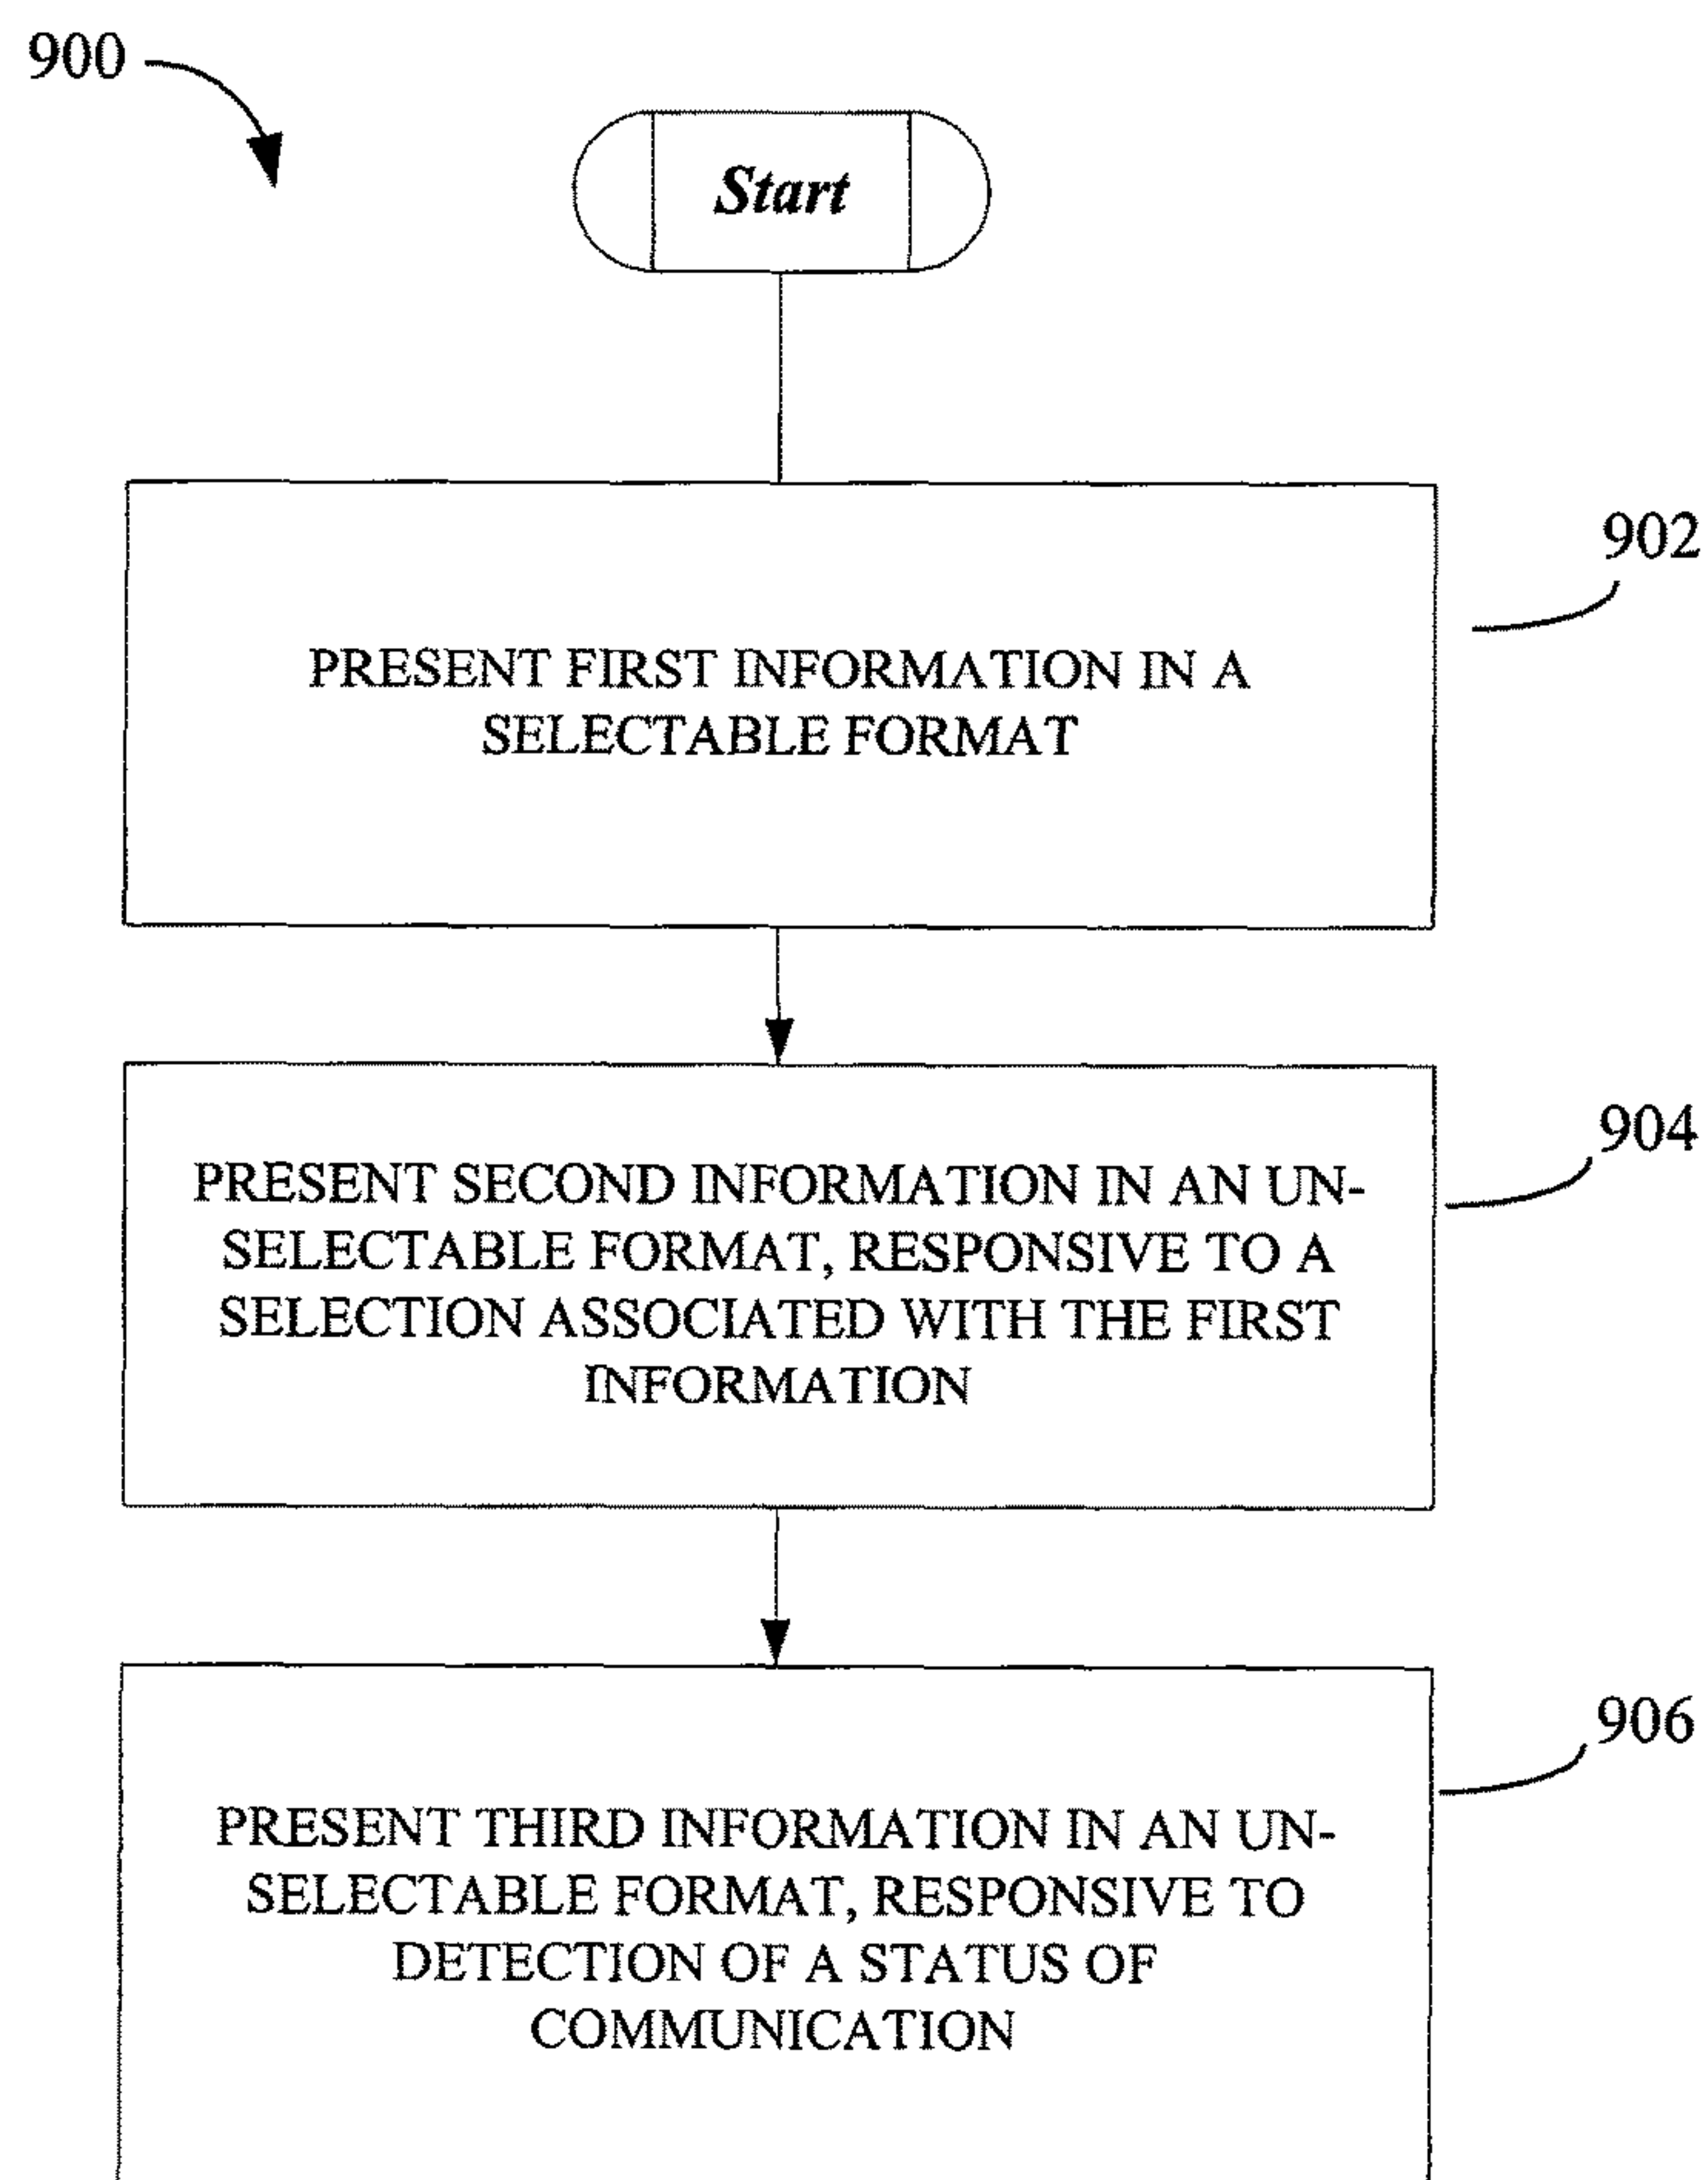 900
Start
902
PRESENT FIRST INFORMATION IN A
SELECTABLE FORMAT
904
PRESENT SECOND INFORMATION IN AN UN-
SELECTABLE FORMAT, RESPONSIVE TO A
SELECTION ASSOCIATED WITH THE FIRST
INFORMATION
906
PRESENT THIRD INFORMATION IN AN UN-
SELECTABLE FORMAT, RESPONSIVE TO
DETECTION OF A STATUS OF
COMMUNICATION